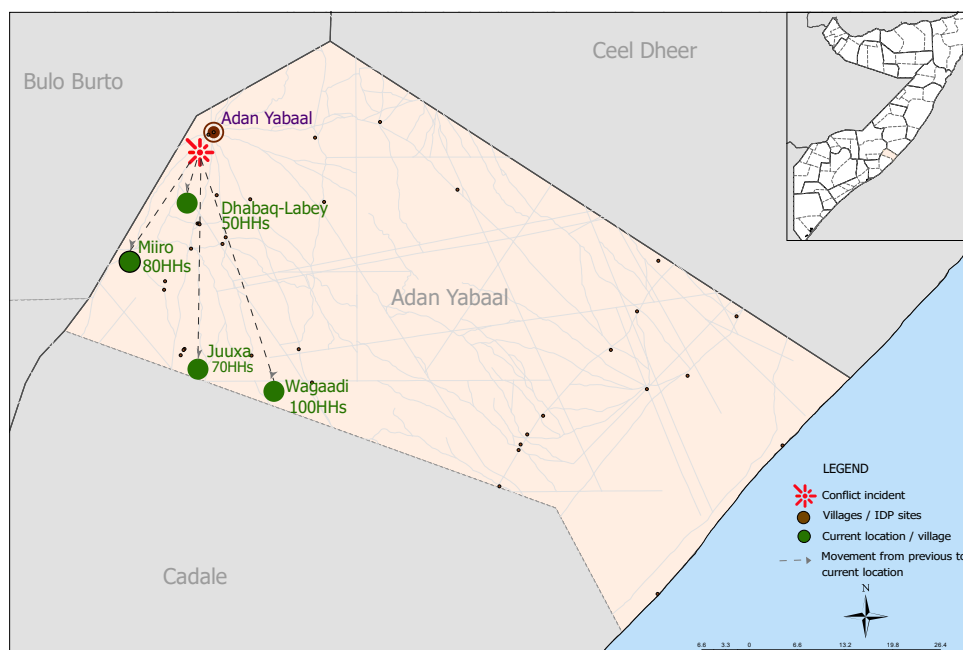 Ceel Dheer
Bulo Burto
Adan Yabaal
Dhabaq-Labey
50HHs
Miiro
80HHs
Adan Yabaal
Juuxa
70HHs
Wagaadi
100HHs
Cadale
LEGEND
Conflict incident
Villages / IDP sites
Current location / village
Movement from previous to
current location
N
6.6 3.3 0 6.6 13.2 19.8 26.4